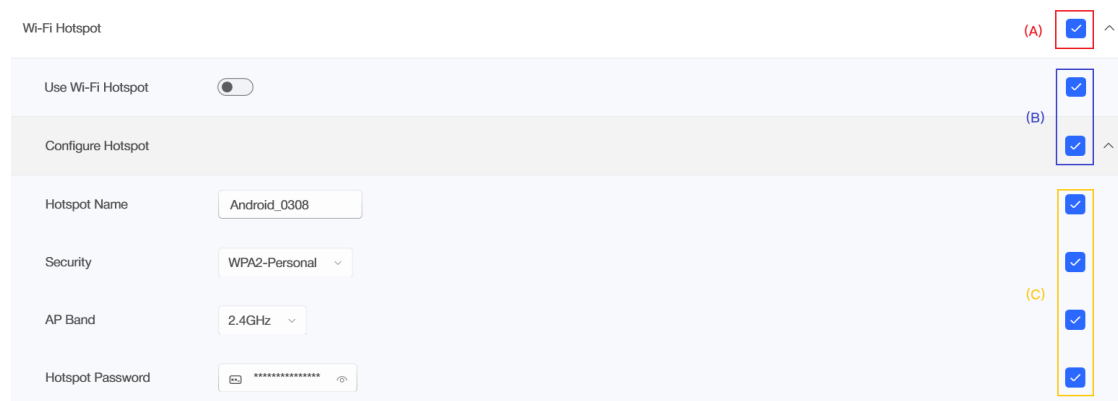 Wi-Fi Hotspot (A)
Use Wi-Fi Hotspot
(B)
Configure Hotspot
Hotspot Name Android_0308
Security WPA2-Personal
(C)
AP Band 2.4GHz
Hotspot Password ***************